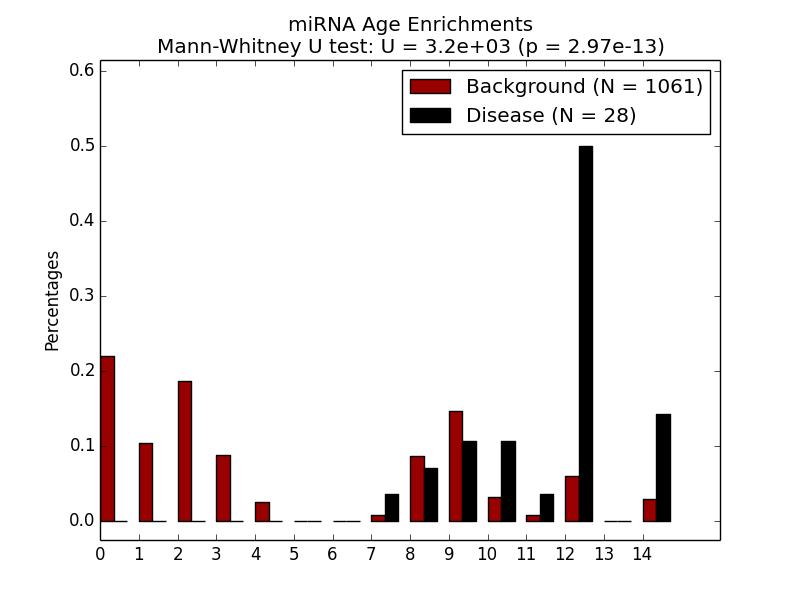 miRNA Age Enrichments
Mann-Whitney U test: U = 3.2e+03 (p = 2.97e-13)
Background (N = 1061)
Disease (N = 28)
Percentages
0.6
0.5
0.4
0.3
0.2
0.1
0.0
0 1 2 3 4 5 6 7 8 9 10 11 12 13 14